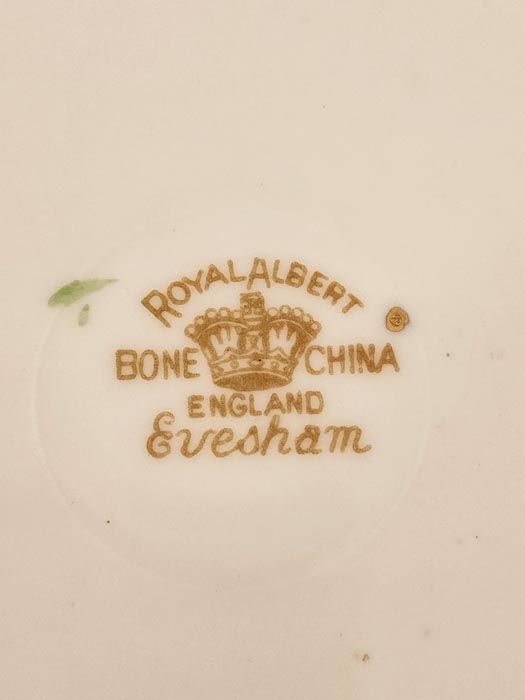 ROYAL ALBERT
BONE CHINA
ENGLAND
Evesham